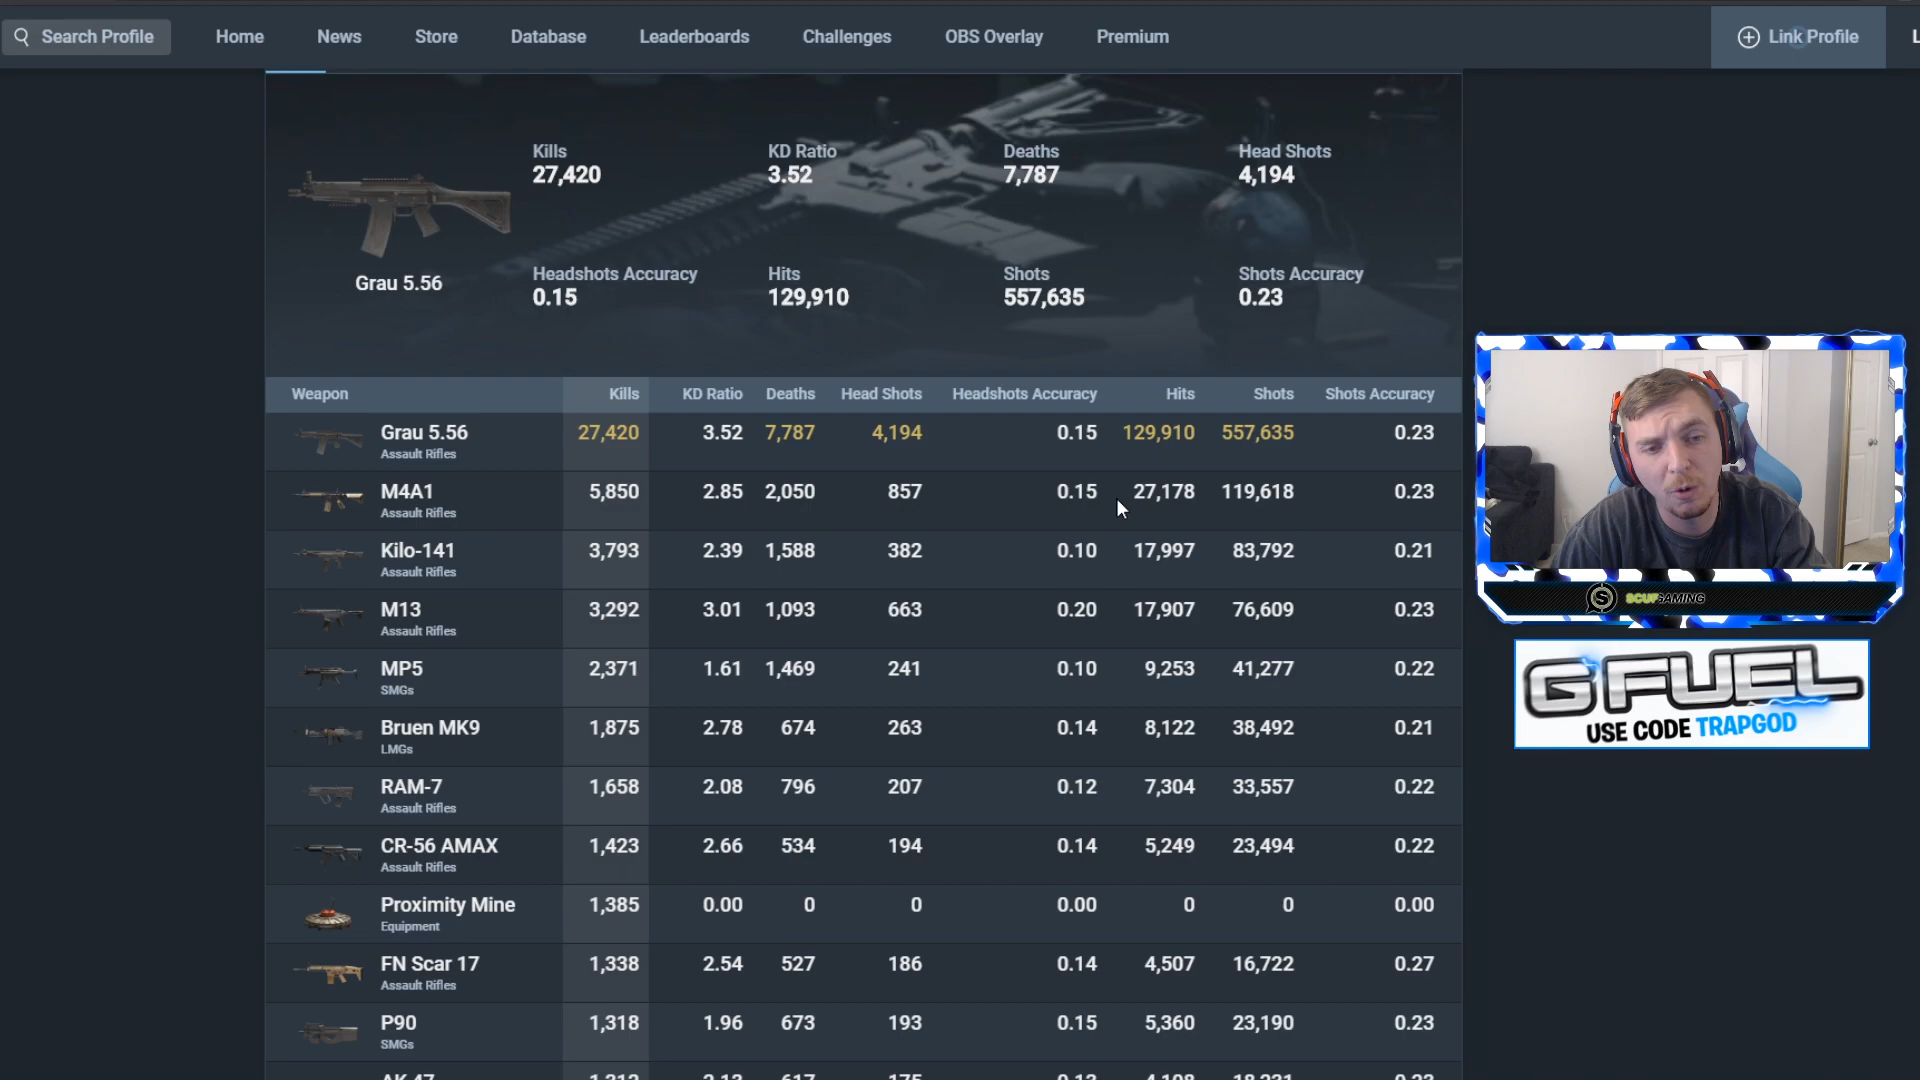 Search Profile Home News Store Database Leaderboards Challenges OBS Overlay Premium Link Profile L
Kills KD Ratio Deaths Head Shots
27,420 3.52 7,787 4,194
Grau 5.56
Headshots Accuracy Hits Shots Shots Accuracy
0.15 129,910 557,635 0.23
Weapon Kills KD Ratio Deaths Head Shots Headshots Accuracy Hits Shots Shots Accuracy
Grau 5.56 27,420 3.52 7,787 4,194 0.15 129,910 557,635 0.23
Assault Rifles
M4A1 5,850 2.85 2,050 857 0.15 27,178 119,618 0.23
Assault Rifles
Kilo-141 3,793 2.39 1,588 382 0.10 17,997 83,792 0.21
Assault Rifles
M13 3,292 3.01 1,093 663 0.20 17,907 76,609 0.23
Assault Rifles
MP5 2,371 1.61 1,469 241 0.10 9,253 41,277 0.22
SMGs
Bruen MK9 1,875 2.78 674 263 0.14 8,122 38,492 0.21
LMGs
RAM-7 1,658 2.08 796 207 0.12 7,304 33,557 0.22
Assault Rifles
CR-56 AMAX 1,423 2.66 534 194 0.14 5,249 23,494 0.22
Assault Rifles
Proximity Mine 1,385 0.00 0 0 0.00 0 0 0.00
Equipment
FN Scar 17 1,338 2.54 527 186 0.14 4,507 16,722 0.27
Assault Rifles
P90 1,318 1.96 673 193 0.15 5,360 23,190 0.23
SMGs
AK-47
S SCUFGAMING
G FUEL
USE CODE TRAPGOD